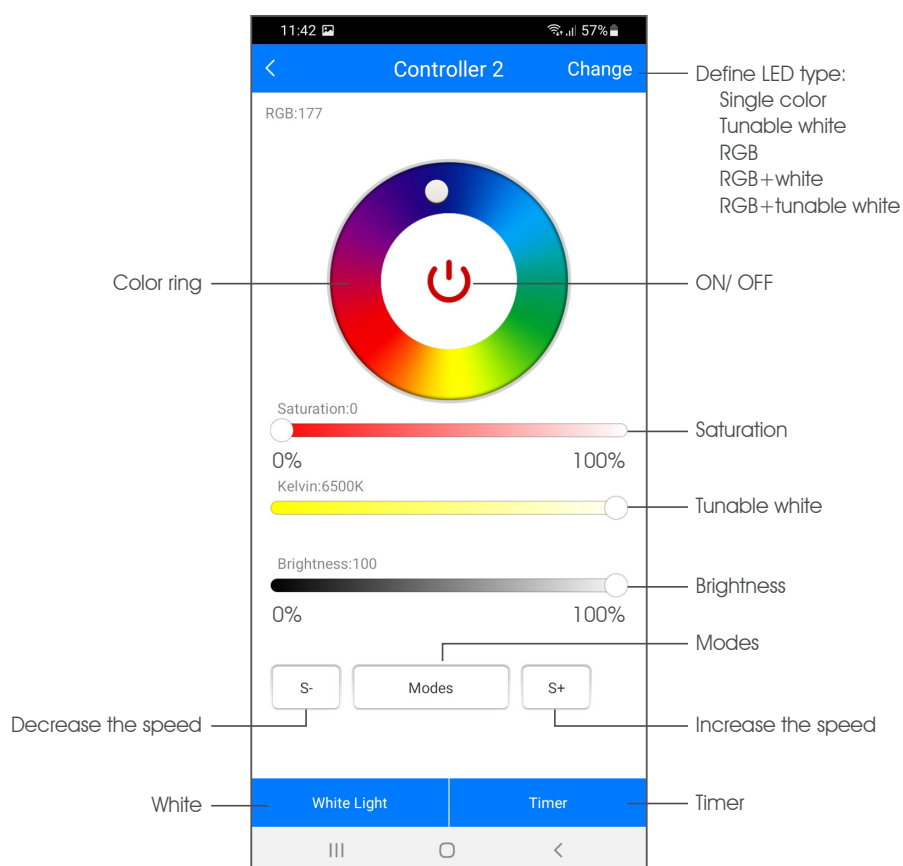 11:42
57%
Controller 2
Change
Define LED type:
Single color
Tunable white
RGB
RGB+white
RGB+tunable white
RGB:177
Color ring
ON/ OFF
Saturation:0
Saturation
0%
100%
Kelvin:6500K
Tunable white
Brightness:100
Brightness
0%
100%
Modes
S-
Modes
S+
Decrease the speed
Increase the speed
White
White Light
Timer
Timer